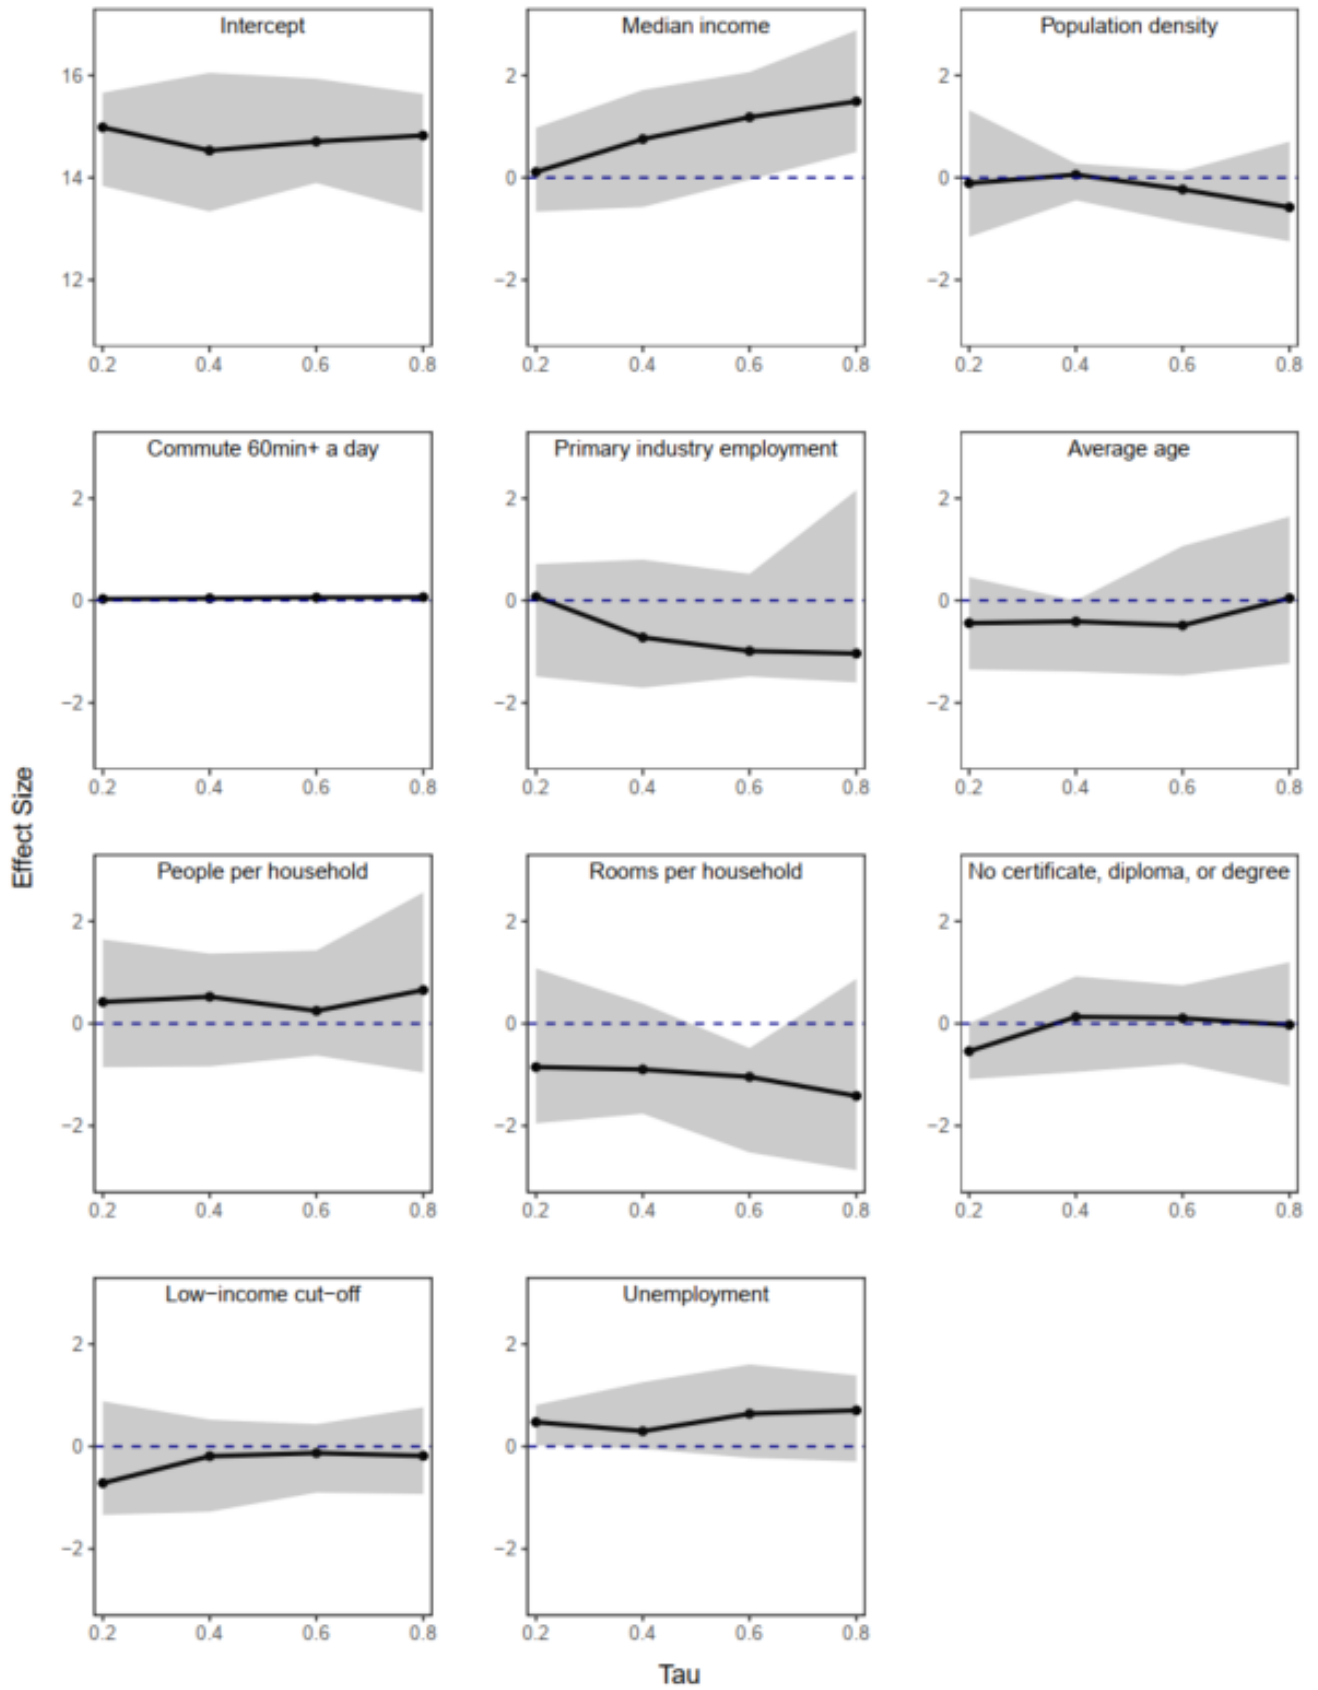 Intercept
Median income
Population density
16
14
12
2
0
−2
2
0
−2
0.2 0.4 0.6 0.8
0.2 0.4 0.6 0.8
0.2 0.4 0.6 0.8
Commute 60min+ a day
Primary industry employment
Average age
2
0
−2
2
0
−2
2
0
−2
0.2 0.4 0.6 0.8
0.2 0.4 0.6 0.8
0.2 0.4 0.6 0.8
Effect Size
People per household
Rooms per household
No certificate, diploma, or degree
2
0
−2
2
0
−2
2
0
−2
0.2 0.4 0.6 0.8
0.2 0.4 0.6 0.8
0.2 0.4 0.6 0.8
Low−income cut−off
Unemployment
2
0
−2
2
0
−2
0.2 0.4 0.6 0.8
0.2 0.4 0.6 0.8
Tau